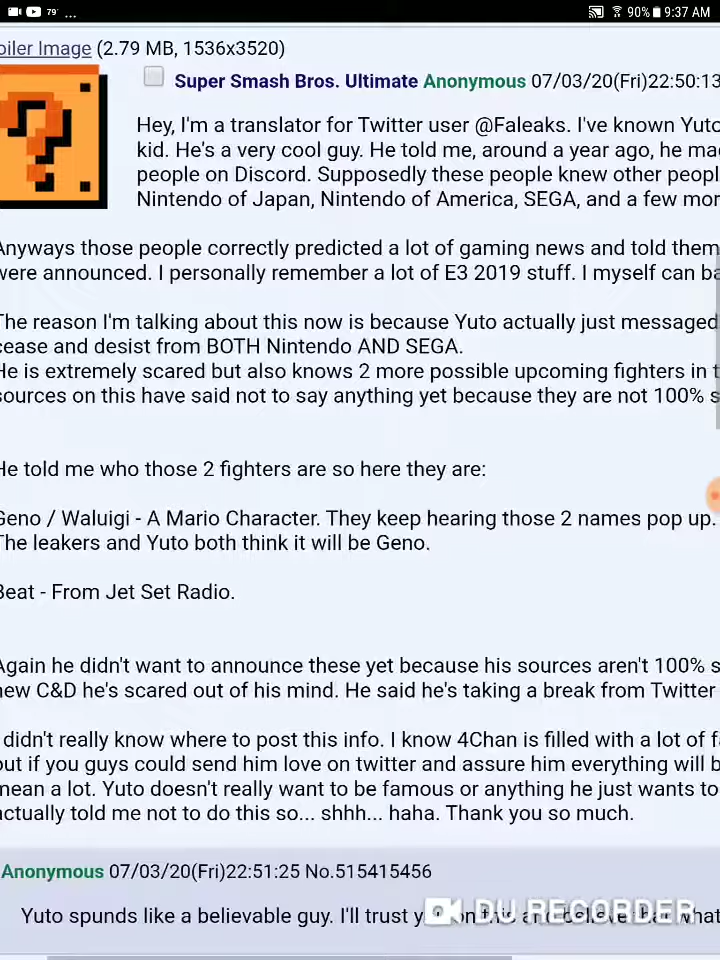 79° ...
90% 9:37 AM
oiler Image (2.79 MB, 1536x3520)
Super Smash Bros. Ultimate Anonymous 07/03/20(Fri)22:50:13
Hey, I'm a translator for Twitter user @Faleaks. I've known Yuto
kid. He's a very cool guy. He told me, around a year ago, he ma
people on Discord. Supposedly these people knew other peopl
Nintendo of Japan, Nintendo of America, SEGA, and a few mor
Anyways those people correctly predicted a lot of gaming news and told them
were announced. I personally remember a lot of E3 2019 stuff. I myself can ba
The reason I'm talking about this now is because Yuto actually just messaged
cease and desist from BOTH Nintendo AND SEGA.
He is extremely scared but also knows 2 more possible upcoming fighters in t
sources on this have said not to say anything yet because they are not 100% s
He told me who those 2 fighters are so here they are:
Geno / Waluigi - A Mario Character. They keep hearing those 2 names pop up.
The leakers and Yuto both think it will be Geno.
Beat - From Jet Set Radio.
Again he didn't want to announce these yet because his sources aren't 100% s
new C&D he's scared out of his mind. He said he's taking a break from Twitter
didn't really know where to post this info. I know 4Chan is filled with a lot of fa
but if you guys could send him love on twitter and assure him everything will b
mean a lot. Yuto doesn't really want to be famous or anything he just wants to
actually told me not to do this so... shhh... haha. Thank you so much.
Anonymous 07/03/20(Fri)22:51:25 No.515415456
Yuto spunds like a believable guy. I'll trust you on this and believe that what
DU RECORDER